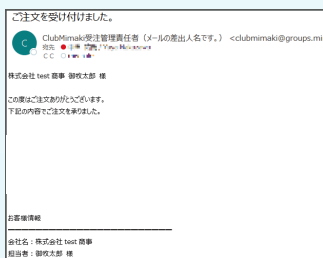 ご注文を受け付けました。
C
ClubMimaki受注管理責任者（メールの差出人名です。） <clubmimaki@groups.mi
宛先
CC
株式会社 test 商事 御牧太郎 様
この度はご注文ありがとうございます。
下記の内容でご注文を承りました。
お客様情報
会社名：株式会社 test 商事
担当者：御牧太郎 様